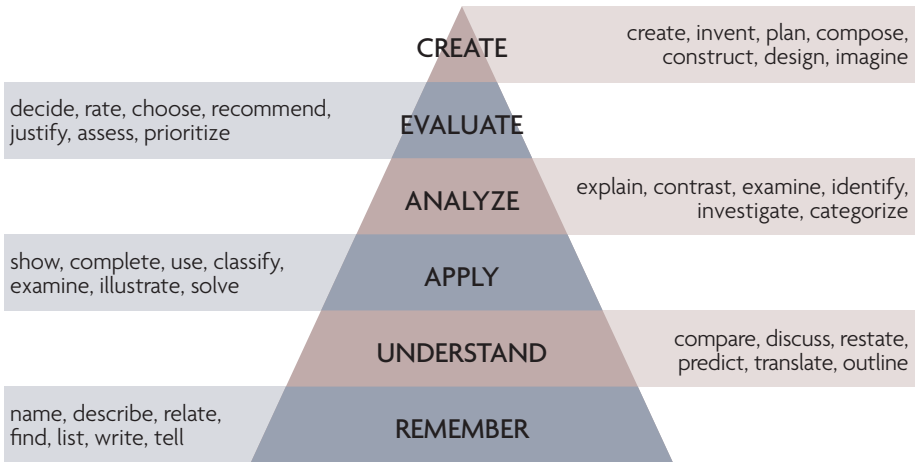 CREATE
create, invent, plan, compose,
construct, design, imagine
decide, rate, choose, recommend,
justify, assess, prioritize
EVALUATE
ANALYZE
explain, contrast, examine, identify,
investigate, categorize
show, complete, use, classify,
examine, illustrate, solve
APPLY
UNDERSTAND
compare, discuss, restate,
predict, translate, outline
name, describe, relate,
find, list, write, tell
REMEMBER